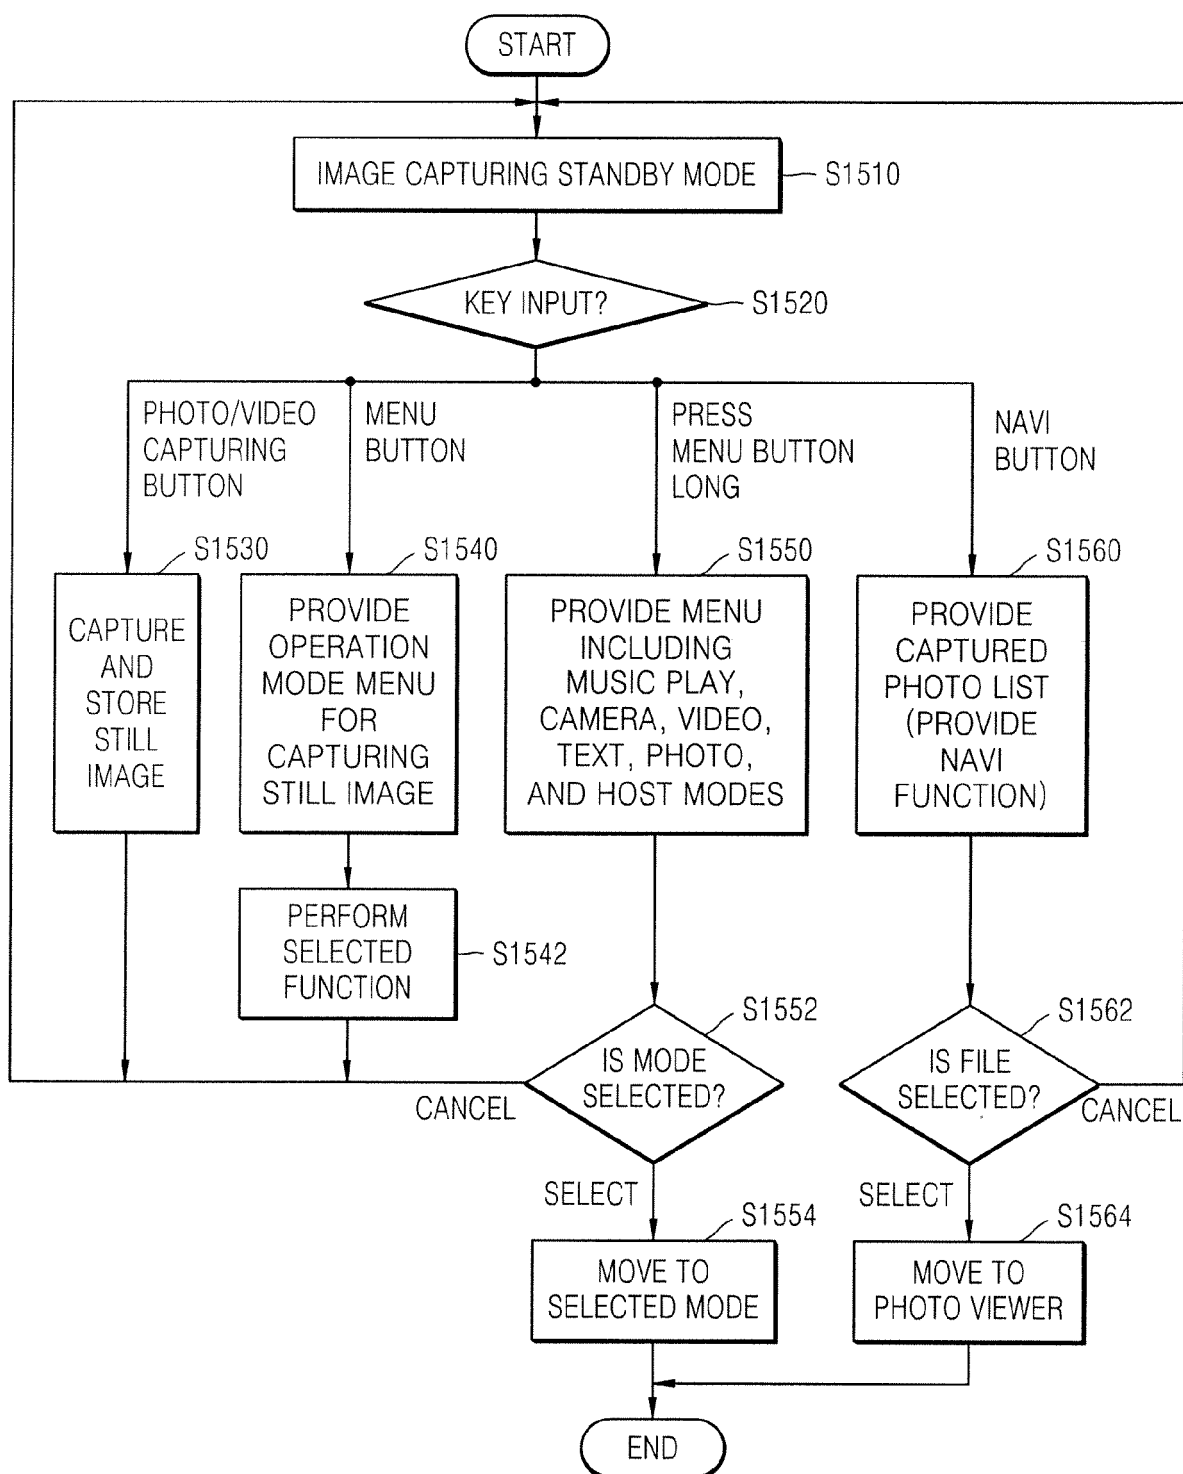 START
IMAGE CAPTURING STANDBY MODE
S1510
KEY INPUT?
S1520
PHOTO/VIDEO
CAPTURING
BUTTON
MENU
BUTTON
PRESS
MENU BUTTON
LONG
NAVI
BUTTON
S1530
CAPTURE
AND
STORE
STILL
IMAGE
S1540
PROVIDE
OPERATION
MODE MENU
FOR
CAPTURING
STILL IMAGE
S1550
PROVIDE MENU
INCLUDING
MUSIC PLAY,
CAMERA, VIDEO,
TEXT, PHOTO,
AND HOST MODES
S1560
PROVIDE
CAPTURED
PHOTO LIST
(PROVIDE
NAVI
FUNCTION)
PERFORM
SELECTED
FUNCTION
S1542
S1552
IS MODE
SELECTED?
CANCEL
S1562
IS FILE
SELECTED?
CANCEL
SELECT
S1554
MOVE TO
SELECTED MODE
SELECT
S1564
MOVE TO
PHOTO VIEWER
END